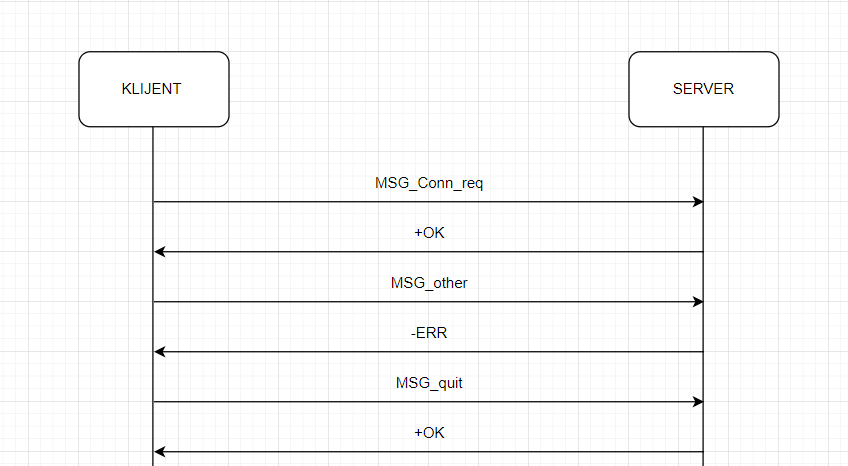 KLIJENT
SERVER
MSG_Conn_req
+OK
MSG_other
-ERR
MSG_quit
+OK